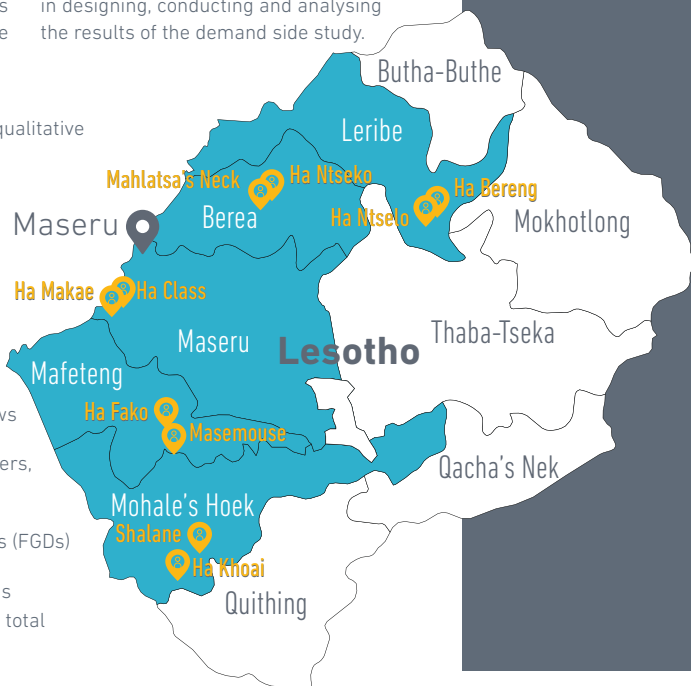 s in designing, conducting and analysing
e the results of the demand side study.
Butha-Buthe
qualitative
Leribe
Mahlatsa's Neck
Ha Ntseko
Ha Bereng
Ha Ntselo
Berea
Mokhotlong
Maseru
Ha Makae
Ha Class
Maseru
Lesotho
Thaba-Tseka
Mafeteng
Ha Fako
ws
Masemouse
ers,
Qacha's Nek
Mohale's Hoek
Shalane
s (FGDs)
Ha Khoai
s
Quithing
total